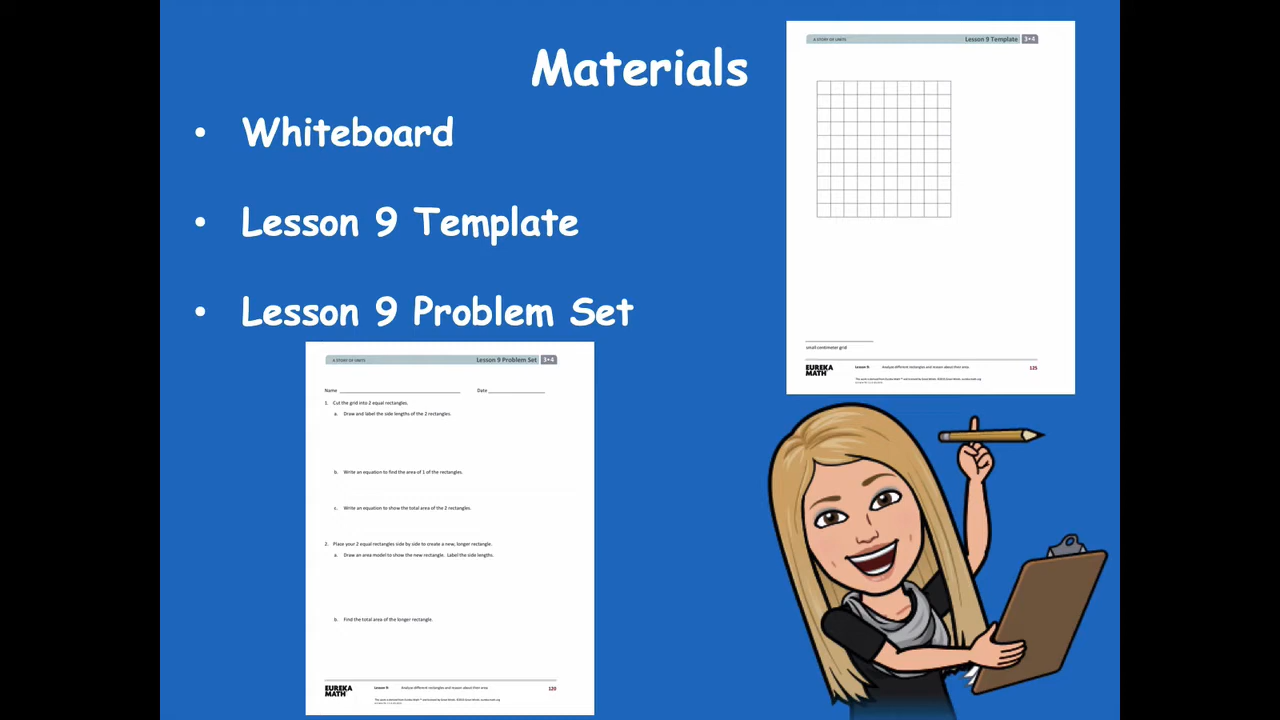 Materials
• Whiteboard
• Lesson 9 Template
• Lesson 9 Problem Set
A STORY OF UNITS
Lesson 9 Template 3•4
small centimeter grid
EUREKA MATH
Lesson 9: Analyze different rectangles and reason about their area.
125
A STORY OF UNITS
Lesson 9 Problem Set 3•4
Name
Date
1. Cut the grid into 2 equal rectangles.
a. Draw and label the side lengths of the 2 rectangles.
b. Write an equation to find the area of 1 of the rectangles.
c. Write an equation to show the total area of the 2 rectangles.
2. Place your 2 equal rectangles side by side to create a new, longer rectangle.
a. Draw an area model to show the new rectangle. Label the side lengths.
b. Find the total area of the longer rectangle.
EUREKA MATH
Lesson 9: Analyze different rectangles and reason about their area.
120